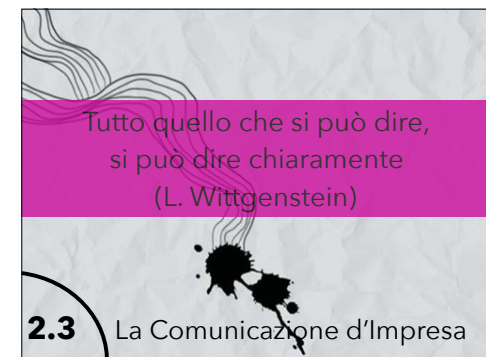 Tutto quello che si può dire,
si può dire chiaramente
(L. Wittgenstein)
2.3 La Comunicazione d'Impresa